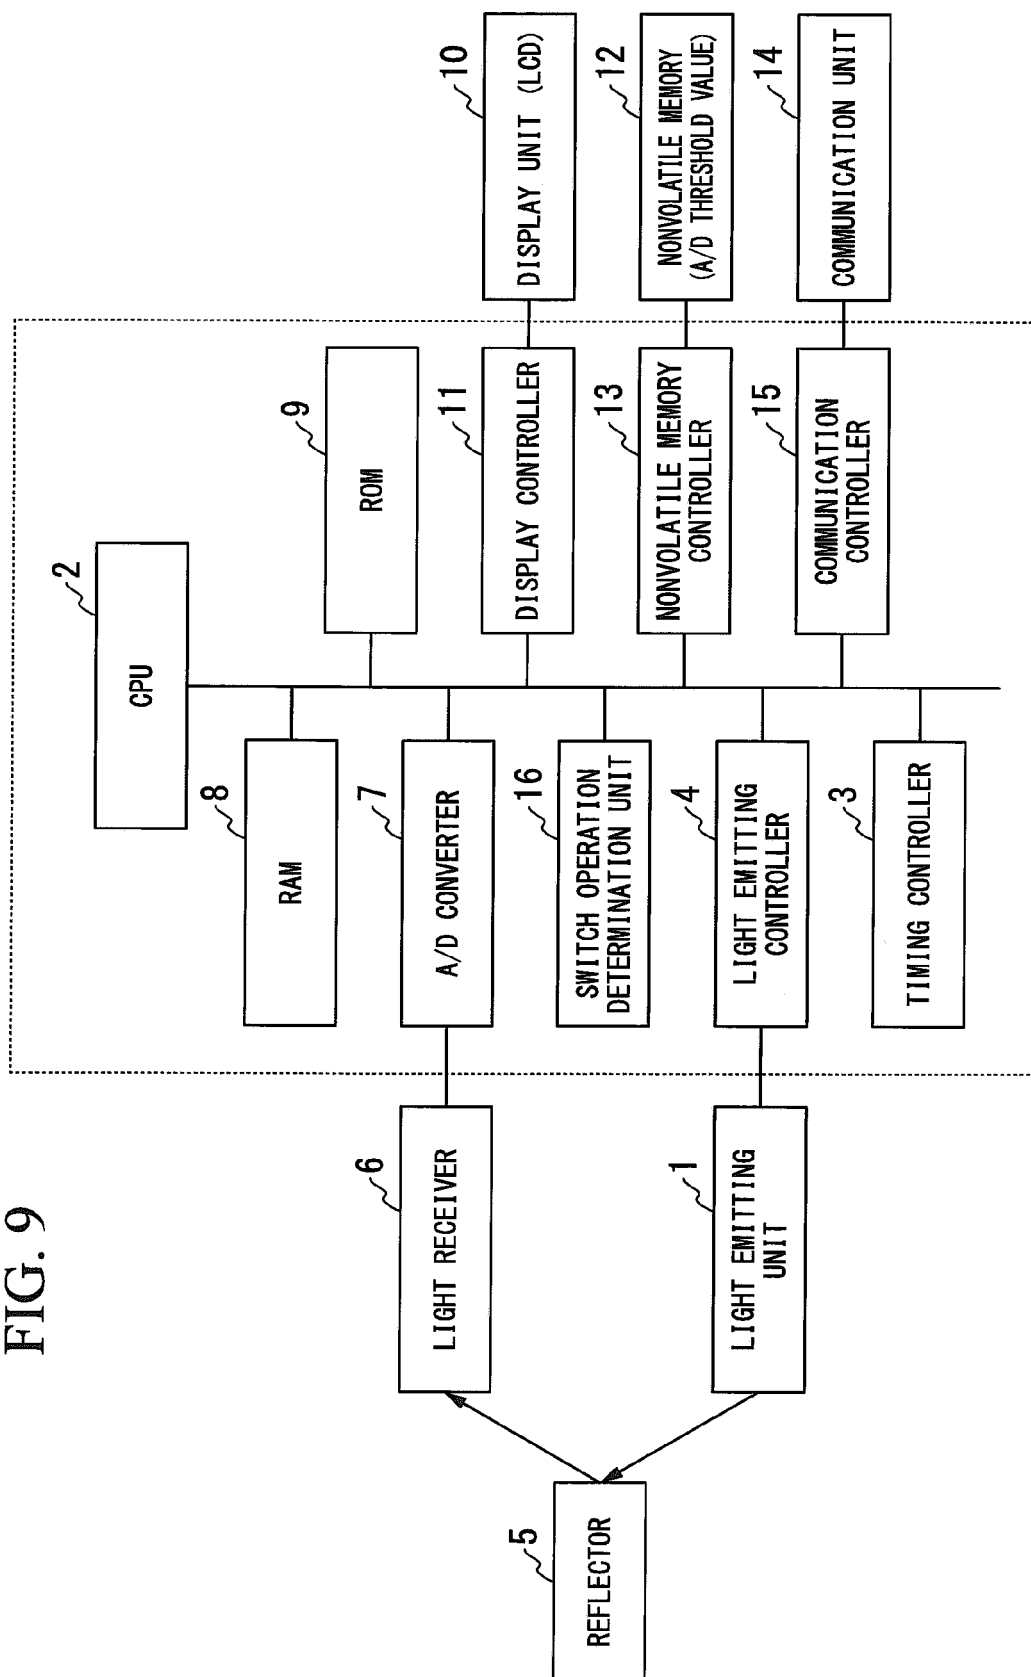 FIG. 9
2
CPU
8
RAM
9
ROM
6
LIGHT RECEIVER
7
A/D CONVERTER
11
DISPLAY CONTROLLER
10
DISPLAY UNIT (LCD)
5
REFLECTOR
16
SWITCH OPERATION
DETERMINATION UNIT
13
NONVOLATILE MEMORY
CONTROLLER
12
NONVOLATILE MEMORY
(A/D THRESHOLD VALUE)
1
LIGHT EMITTING
UNIT
4
LIGHT EMITTING
CONTROLLER
15
COMMUNICATION
CONTROLLER
14
COMMUNICATION UNIT
3
TIMING CONTROLLER